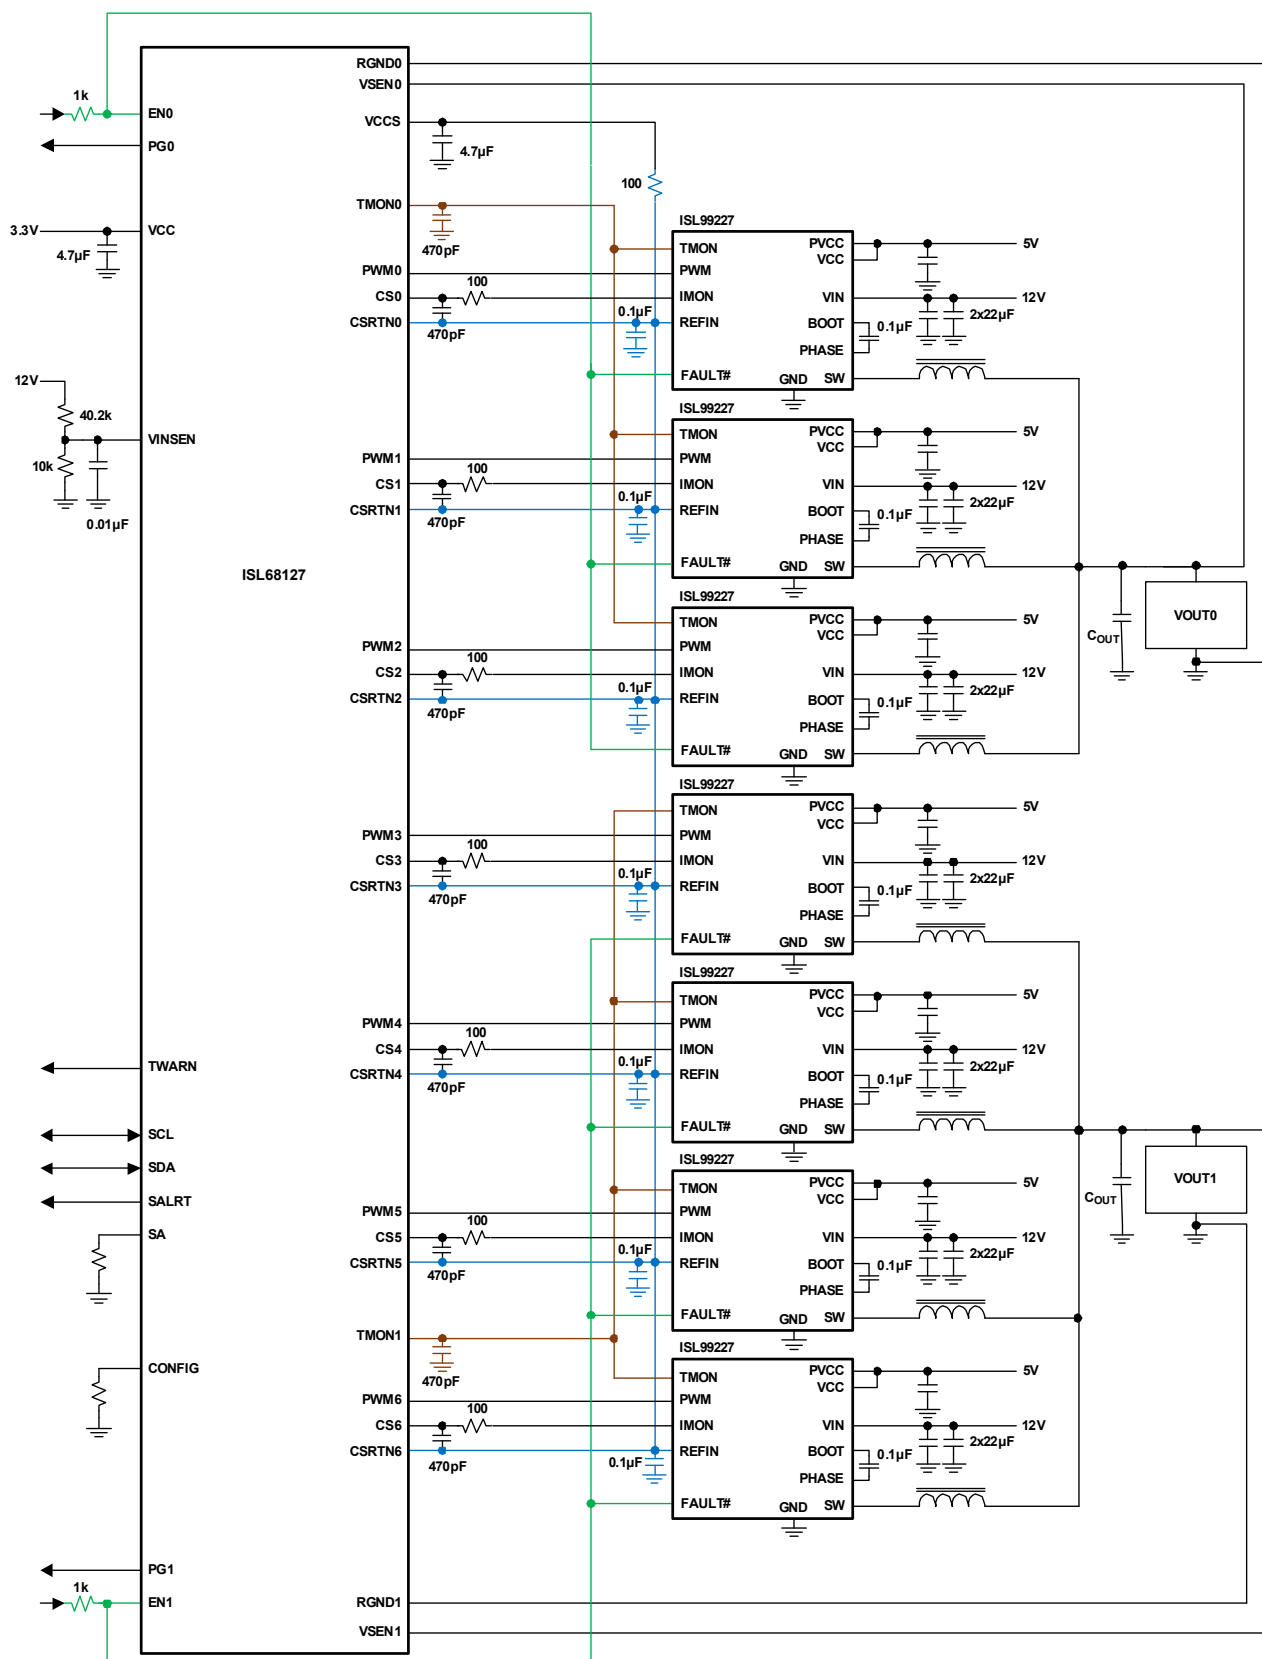 RGND0
VSEN0
1k
EN0
VCCS
PG0
4.7µF
100
TMON0
ISL99227
3.3V
VCC
4.7µF
470pF
TMON
PVCC
VCC
5V
PWM0
PWM
100
CS0
IMON
VIN
12V
2x22µF
0.1µF
CSRTN0
REFIN
BOOT
0.1µF
470pF
PHASE
12V
FAULT#
GND
SW
40.2k
ISL99227
VINSEN
TMON
PVCC
VCC
5V
10k
PWM1
PWM
100
CS1
IMON
VIN
12V
0.1µF
2x22µF
CSRTN1
REFIN
BOOT
0.1µF
0.01µF
470pF
PHASE
FAULT#
GND
SW
ISL68127
ISL99227
VOUT0
TMON
PVCC
VCC
5V
COUT
PWM2
PWM
100
CS2
IMON
VIN
12V
0.1µF
2x22µF
CSRTN2
REFIN
BOOT
0.1µF
470pF
PHASE
FAULT#
GND
SW
ISL99227
TMON
PVCC
VCC
5V
PWM3
PWM
100
CS3
IMON
VIN
12V
0.1µF
2x22µF
CSRTN3
REFIN
BOOT
0.1µF
470pF
PHASE
FAULT#
GND
SW
ISL99227
TMON
PVCC
VCC
5V
PWM4
PWM
100
CS4
IMON
VIN
12V
0.1µF
2x22µF
TWARN
CSRTN4
REFIN
BOOT
0.1µF
470pF
PHASE
FAULT#
GND
SW
SCL
ISL99227
SDA
TMON
PVCC
VCC
5V
VOUT1
SALRT
COUT
PWM5
PWM
100
SA
CS5
IMON
VIN
12V
0.1µF
2x22µF
CSRTN5
REFIN
BOOT
0.1µF
470pF
PHASE
FAULT#
GND
SW
TMON1
ISL99227
CONFIG
470pF
TMON
PVCC
VCC
5V
PWM6
PWM
100
CS6
IMON
VIN
12V
2x22µF
CSRTN6
REFIN
BOOT
0.1µF
470pF
0.1µF
PHASE
FAULT#
GND
SW
PG1
1k
EN1
RGND1
VSEN1